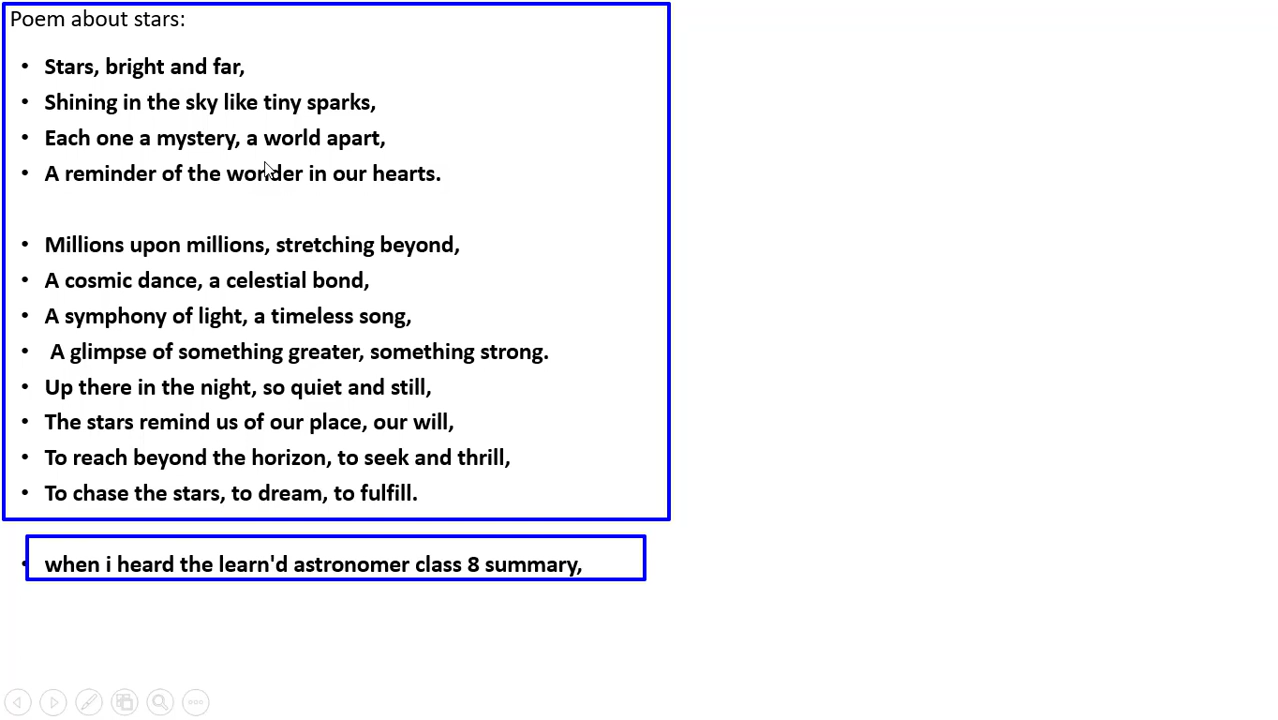 Poem about stars:
• Stars, bright and far,
• Shining in the sky like tiny sparks,
• Each one a mystery, a world apart,
• A reminder of the wonder in our hearts.
• Millions upon millions, stretching beyond,
• A cosmic dance, a celestial bond,
• A symphony of light, a timeless song,
• A glimpse of something greater, something strong.
• Up there in the night, so quiet and still,
• The stars remind us of our place, our will,
• To reach beyond the horizon, to seek and thrill,
• To chase the stars, to dream, to fulfill.
• when i heard the learn'd astronomer class 8 summary,